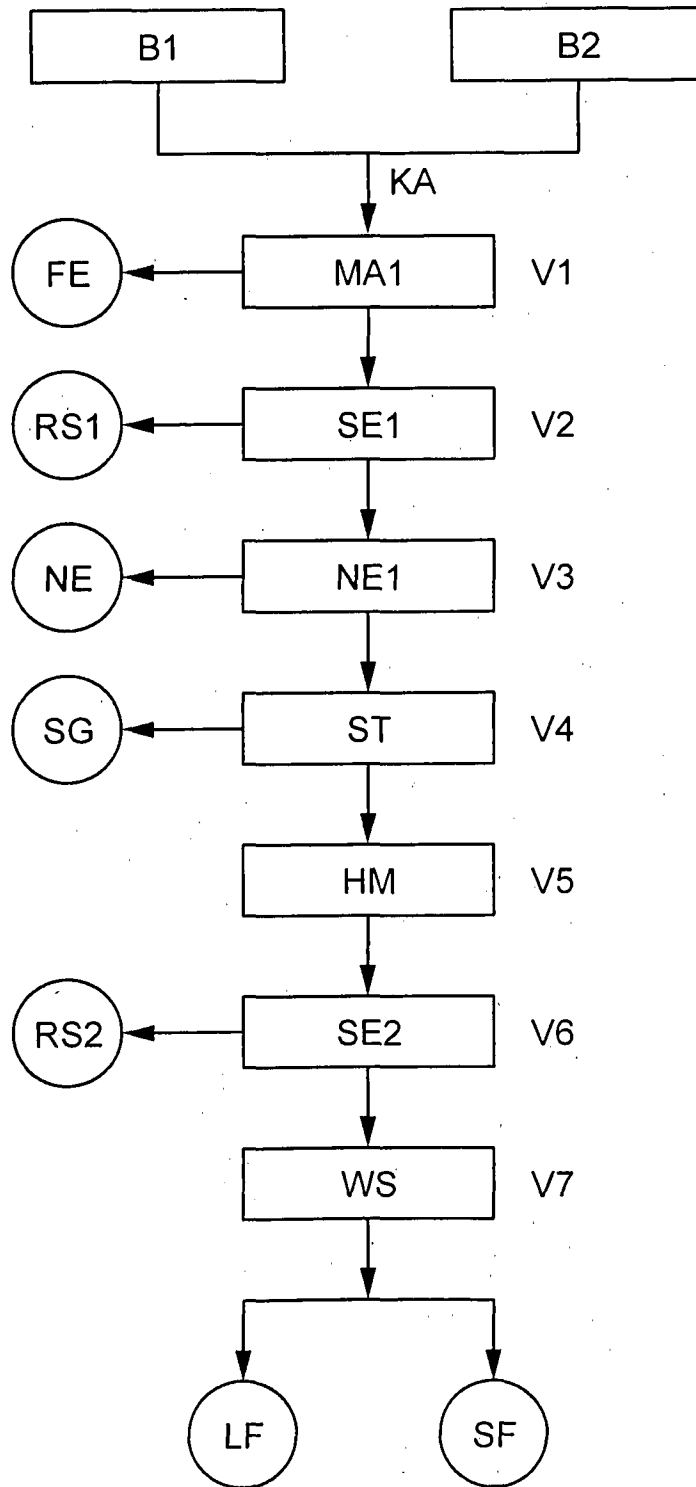 B1 B2
KA
FE MA1 V1
RS1 SE1 V2
NE NE1 V3
SG ST V4
HM V5
RS2 SE2 V6
WS V7
LF SF